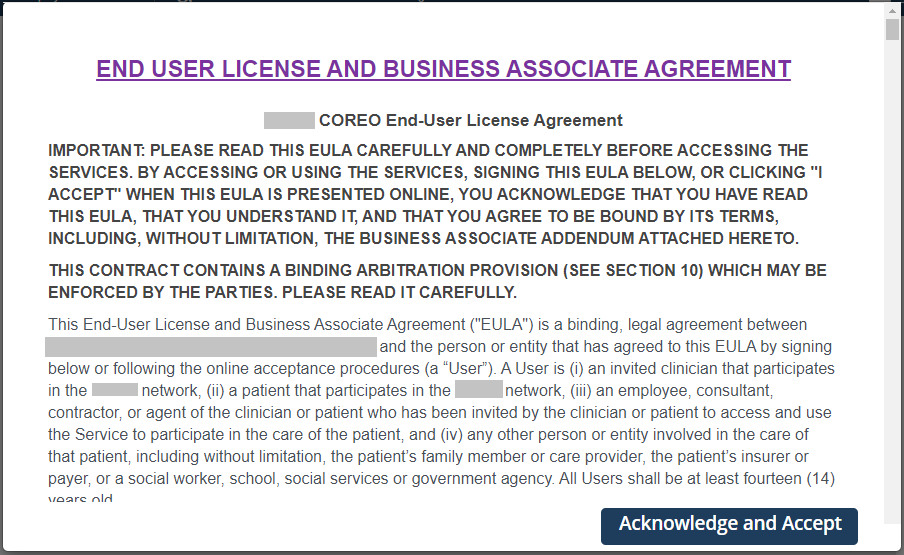 END USER LICENSE AND BUSINESS ASSOCIATE AGREEMENT
COREO End-User License Agreement
IMPORTANT: PLEASE READ THIS EULA CAREFULLY AND COMPLETELY BEFORE ACCESSING THE
SERVICES. BY ACCESSING OR USING THE SERVICES, SIGNING THIS EULA BELOW, OR CLICKING "I
ACCEPT" WHEN THIS EULA IS PRESENTED ONLINE, YOU ACKNOWLEDGE THAT YOU HAVE READ
THIS EULA, THAT YOU UNDERSTAND IT, AND THAT YOU AGREE TO BE BOUND BY ITS TERMS,
INCLUDING, WITHOUT LIMITATION, THE BUSINESS ASSOCIATE ADDENDUM ATTACHED HERETO.
THIS CONTRACT CONTAINS A BINDING ARBITRATION PROVISION (SEE SECTION 10) WHICH MAY BE
ENFORCED BY THE PARTIES. PLEASE READ IT CAREFULLY.
This End-User License and Business Associate Agreement ("EULA") is a binding, legal agreement between
and the person or entity that has agreed to this EULA by signing
below or following the online acceptance procedures (a “User”). A User is (i) an invited clinician that participates
in the network, (ii) a patient that participates in the network, (iii) an employee, consultant,
contractor, or agent of the clinician or patient who has been invited by the clinician or patient to access and use
the Service to participate in the care of the patient, and (iv) any other person or entity involved in the care of
that patient, including without limitation, the patient’s family member or care provider, the patient’s insurer or
payer, or a social worker, school, social services or government agency. All Users shall be at least fourteen (14)
years old
Acknowledge and Accept